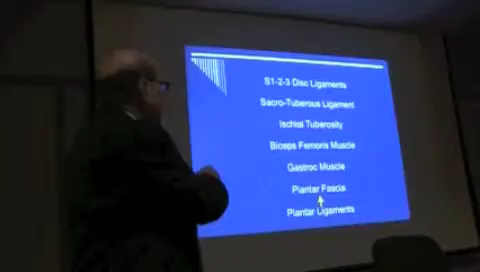 S1-2-3 Disc Ligaments
Sacro-Tuberous Ligament
Ischial Tuberosity
Biceps Femoris Muscle
Gastroc Muscle
Plantar Fascia
Plantar Ligaments